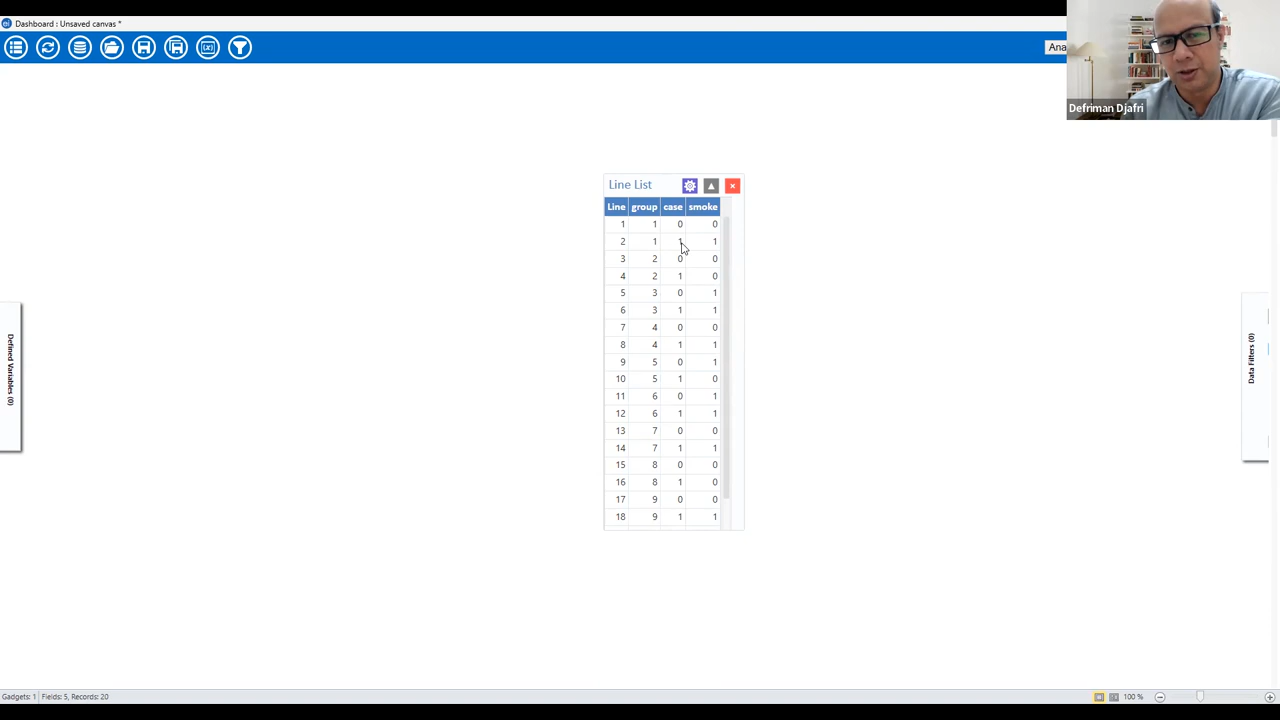 Dashboard : Unsaved canvas *
Ana
Defriman Djafri
Line List
Line group case smoke
1 1 0 0
2 1 1 1
3 2 0 0
4 2 1 0
5 3 0 1
6 3 1 1
7 4 0 0
8 4 1 1
9 5 0 1
10 5 1 0
11 6 0 1
12 6 1 1
13 7 0 0
14 7 1 1
15 8 0 0
16 8 1 0
17 9 0 0
18 9 1 1
Defined Variables (0)
Data Filters (0)
Gadgets: 1 Fields: 5, Records: 20
100 %